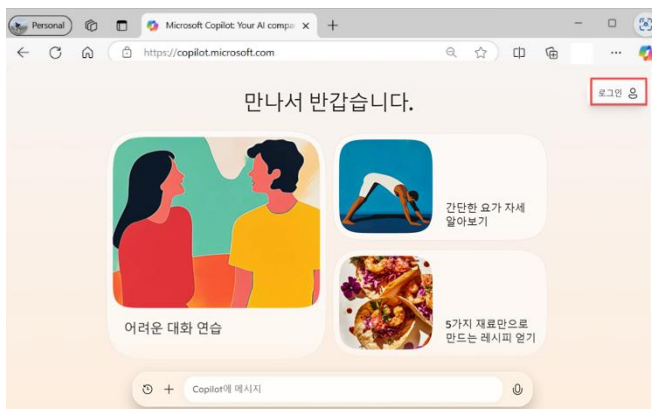 Personal
Microsoft Copilot: Your AI compa
https://copilot.microsoft.com
로그인
만나서 반갑습니다.
어려운 대화 연습
간단한 요가 자세
알아보기
5가지 재료만으로
만드는 레시피 얻기
Copilot에 메시지